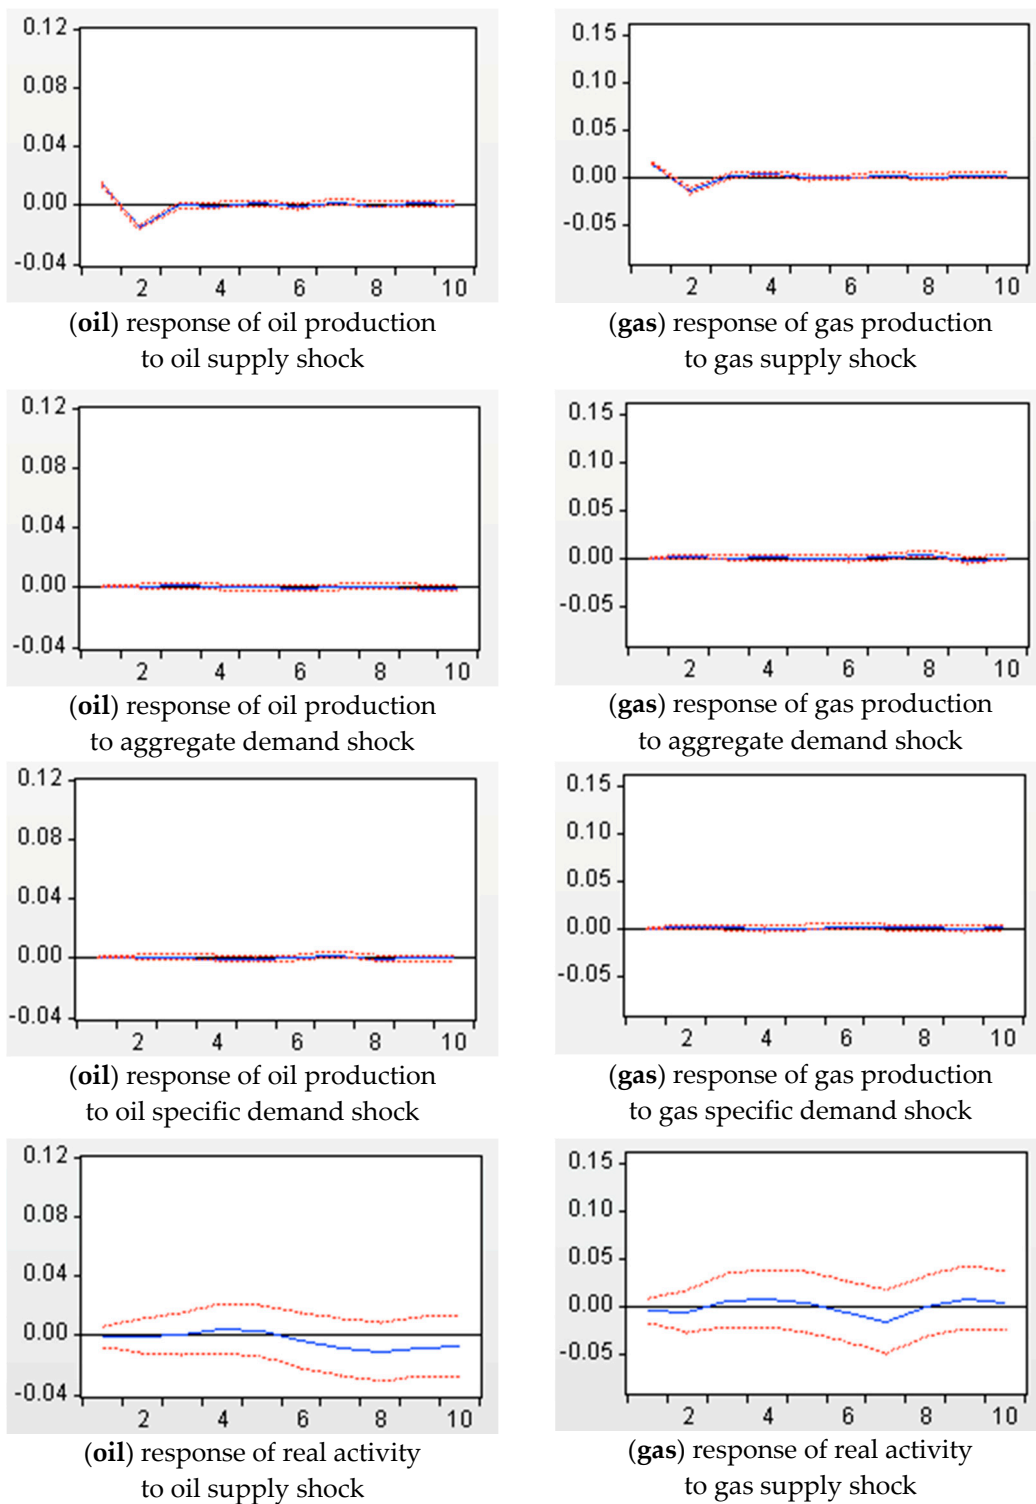 0.12
0.08
0.04
0.00
-0.04
2 4 6 8 10
(oil) response of oil production
to oil supply shock
0.15
0.10
0.05
0.00
-0.05
2 4 6 8 10
(gas) response of gas production
to gas supply shock
0.12
0.08
0.04
0.00
-0.04
2 4 6 8 10
(oil) response of oil production
to aggregate demand shock
0.15
0.10
0.05
0.00
-0.05
2 4 6 8 10
(gas) response of gas production
to aggregate demand shock
0.12
0.08
0.04
0.00
-0.04
2 4 6 8 10
(oil) response of oil production
to oil specific demand shock
0.15
0.10
0.05
0.00
-0.05
2 4 6 8 10
(gas) response of gas production
to gas specific demand shock
0.12
0.08
0.04
0.00
-0.04
2 4 6 8 10
(oil) response of real activity
to oil supply shock
0.15
0.10
0.05
0.00
-0.05
2 4 6 8 10
(gas) response of real activity
to gas supply shock